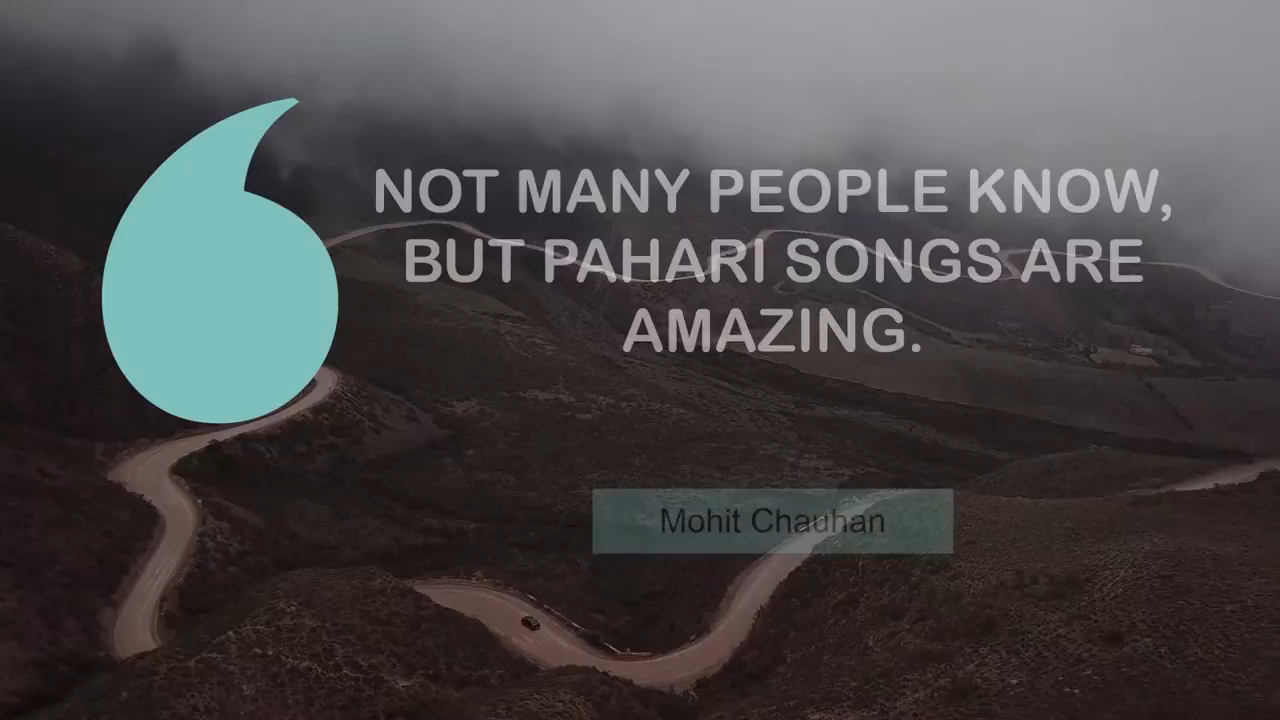 NOT MANY PEOPLE KNOW,
BUT PAHARI SONGS ARE
AMAZING.
Mohit Chauhan